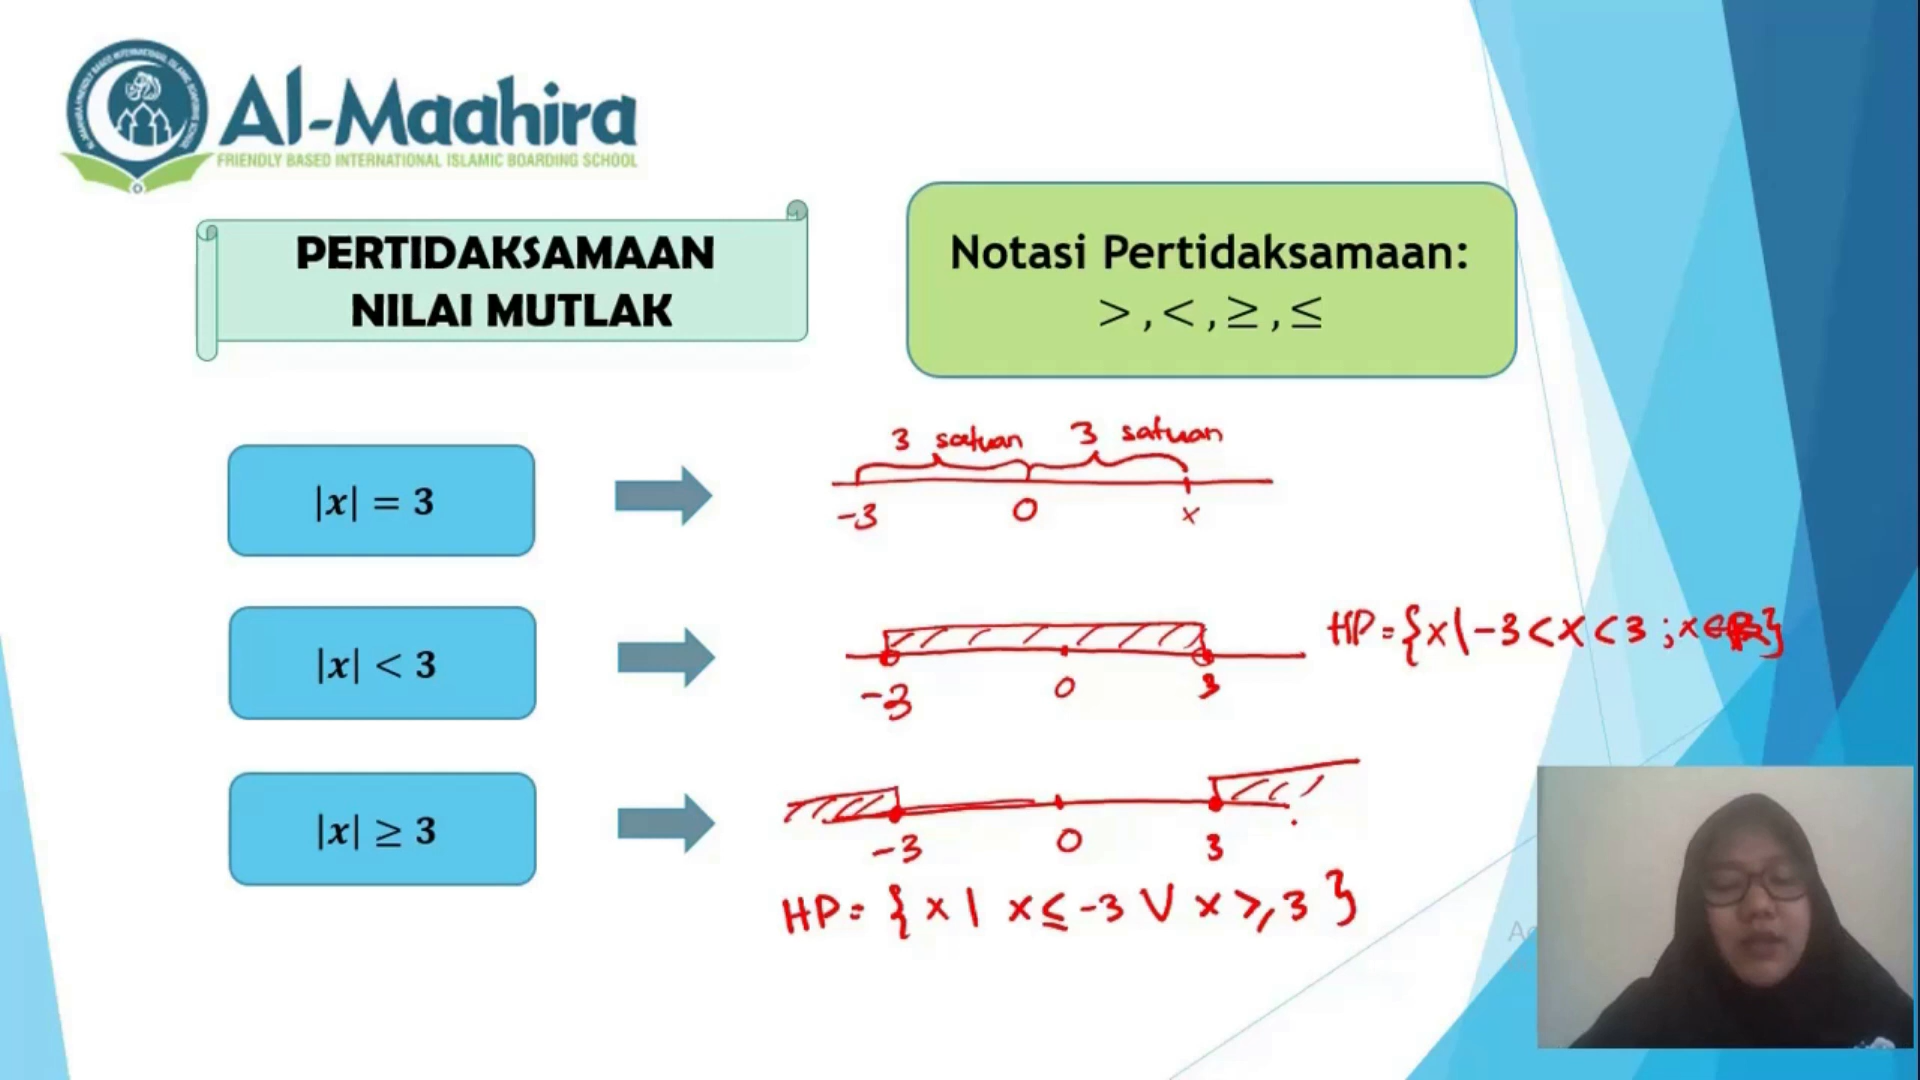 Al-Maahira
FRIENDLY BASED INTERNATIONAL ISLAMIC BOARDING SCHOOL
PERTIDAKSAMAAN
NILAI MUTLAK
Notasi Pertidaksamaan:
> , < , ≥ , ≤
|x| = 3
3 satuan 3 satuan
-3 0 x
|x| < 3
-3 0 3
HP = {x | -3 < x < 3 ; x ∈ R}
|x| ≥ 3
-3 0 3
HP = { x | x ≤ -3 V x ≥ 3 }